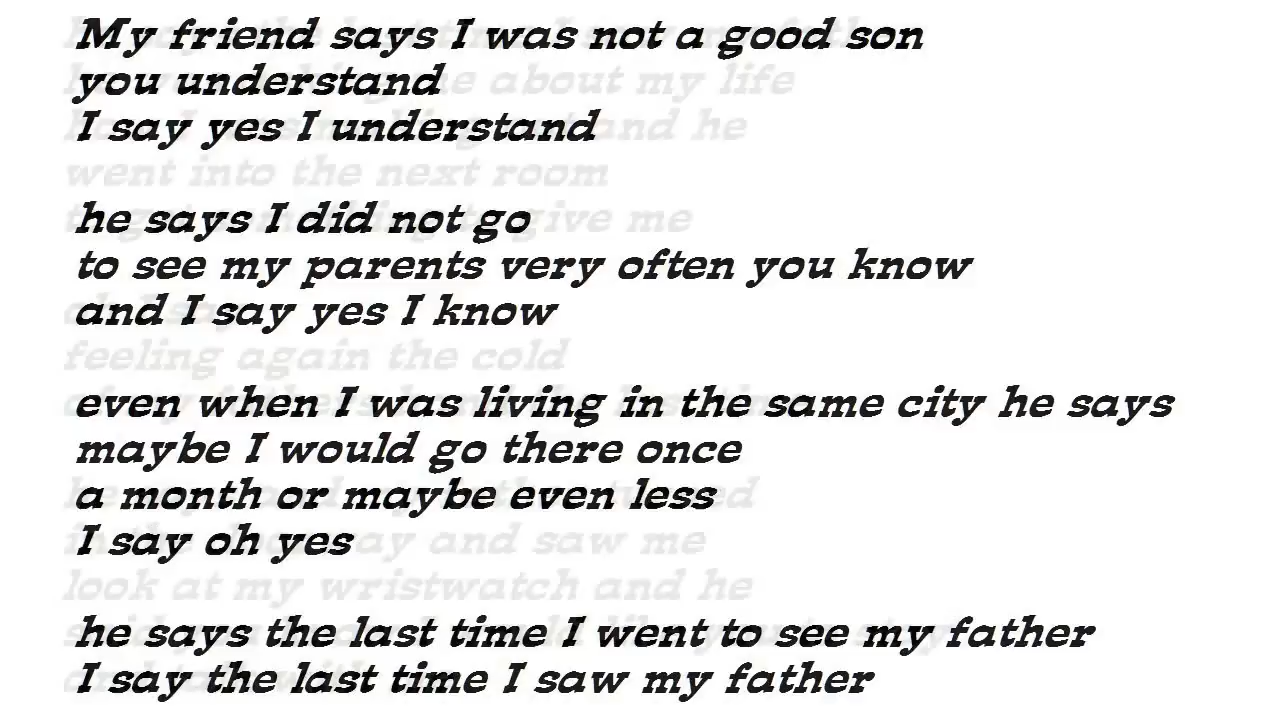 My friend says I was not a good son
you understand
I say yes I understand
went into the next room
he says I did not go
to see my parents very often you know
and I say yes I know
feeling again the cold
even when I was living in the same city he says
maybe I would go there once
a month or maybe even less
I say oh yes
look at my wristwatch and he
he says the last time I went to see my father
I say the last time I saw my father